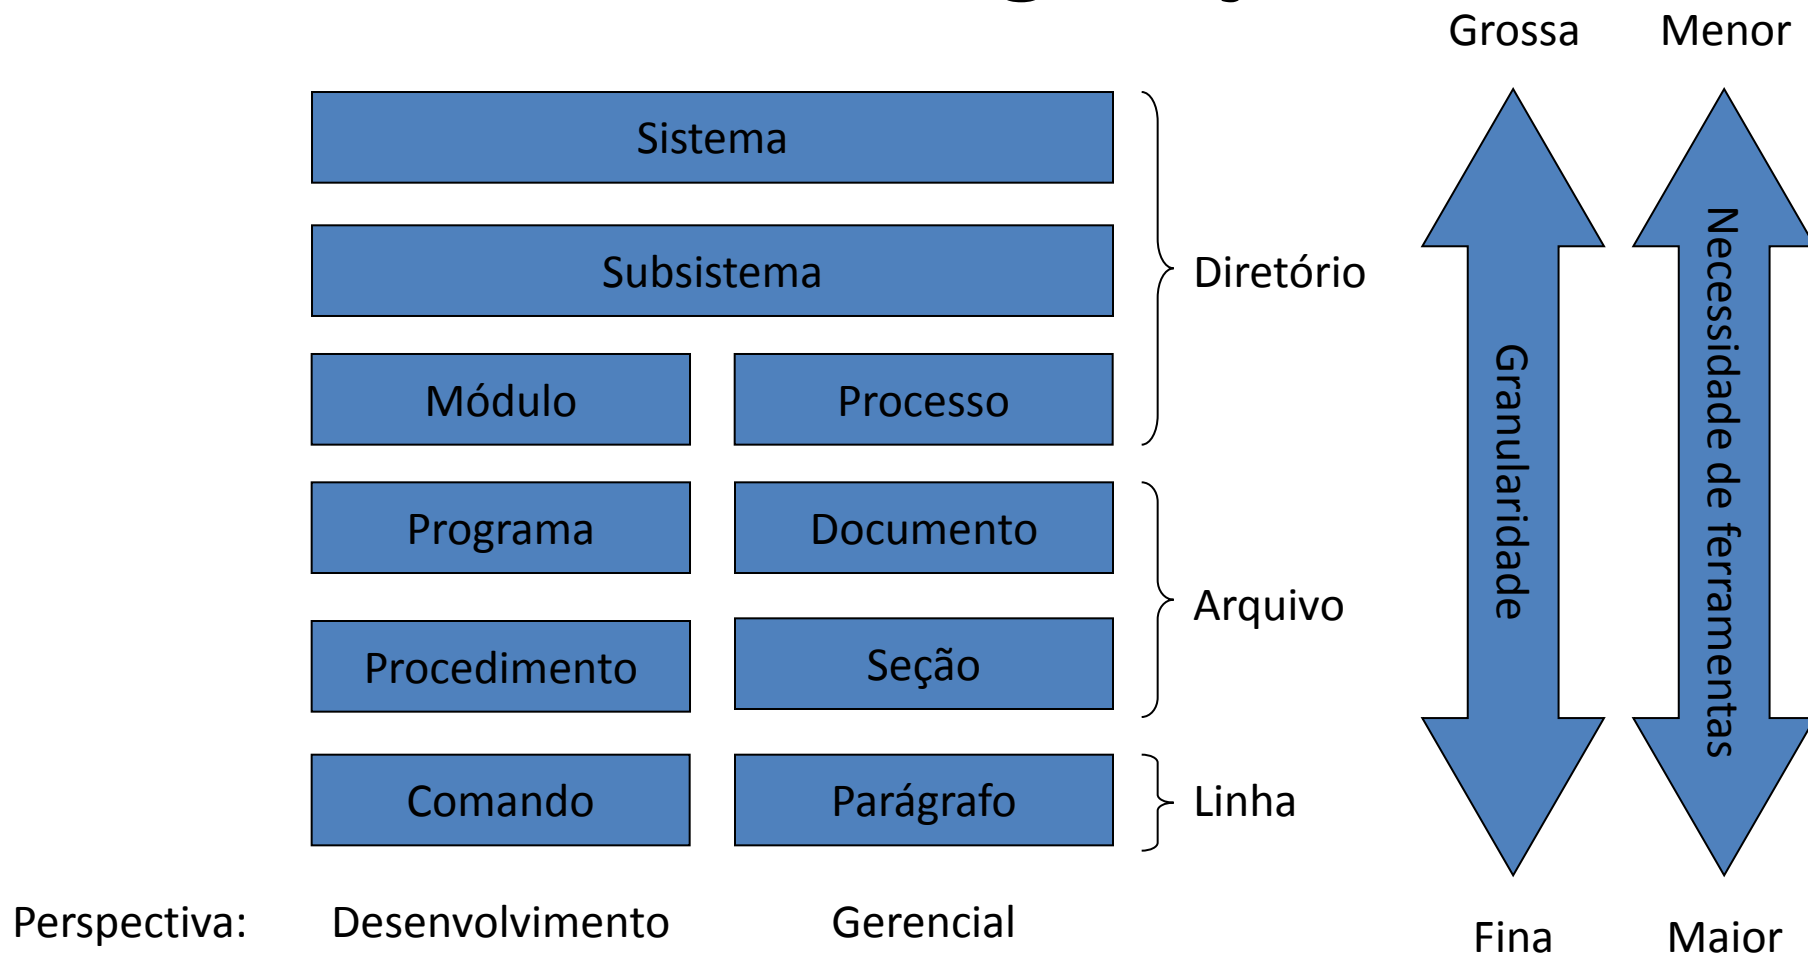 Grossa Menor
Sistema
Subsistema
Diretório
Módulo Processo
Programa Documento
Arquivo
Procedimento Seção
Comando Parágrafo Linha
Granularidade
Necessidade de ferramentas
Perspectiva: Desenvolvimento Gerencial
Fina Maior